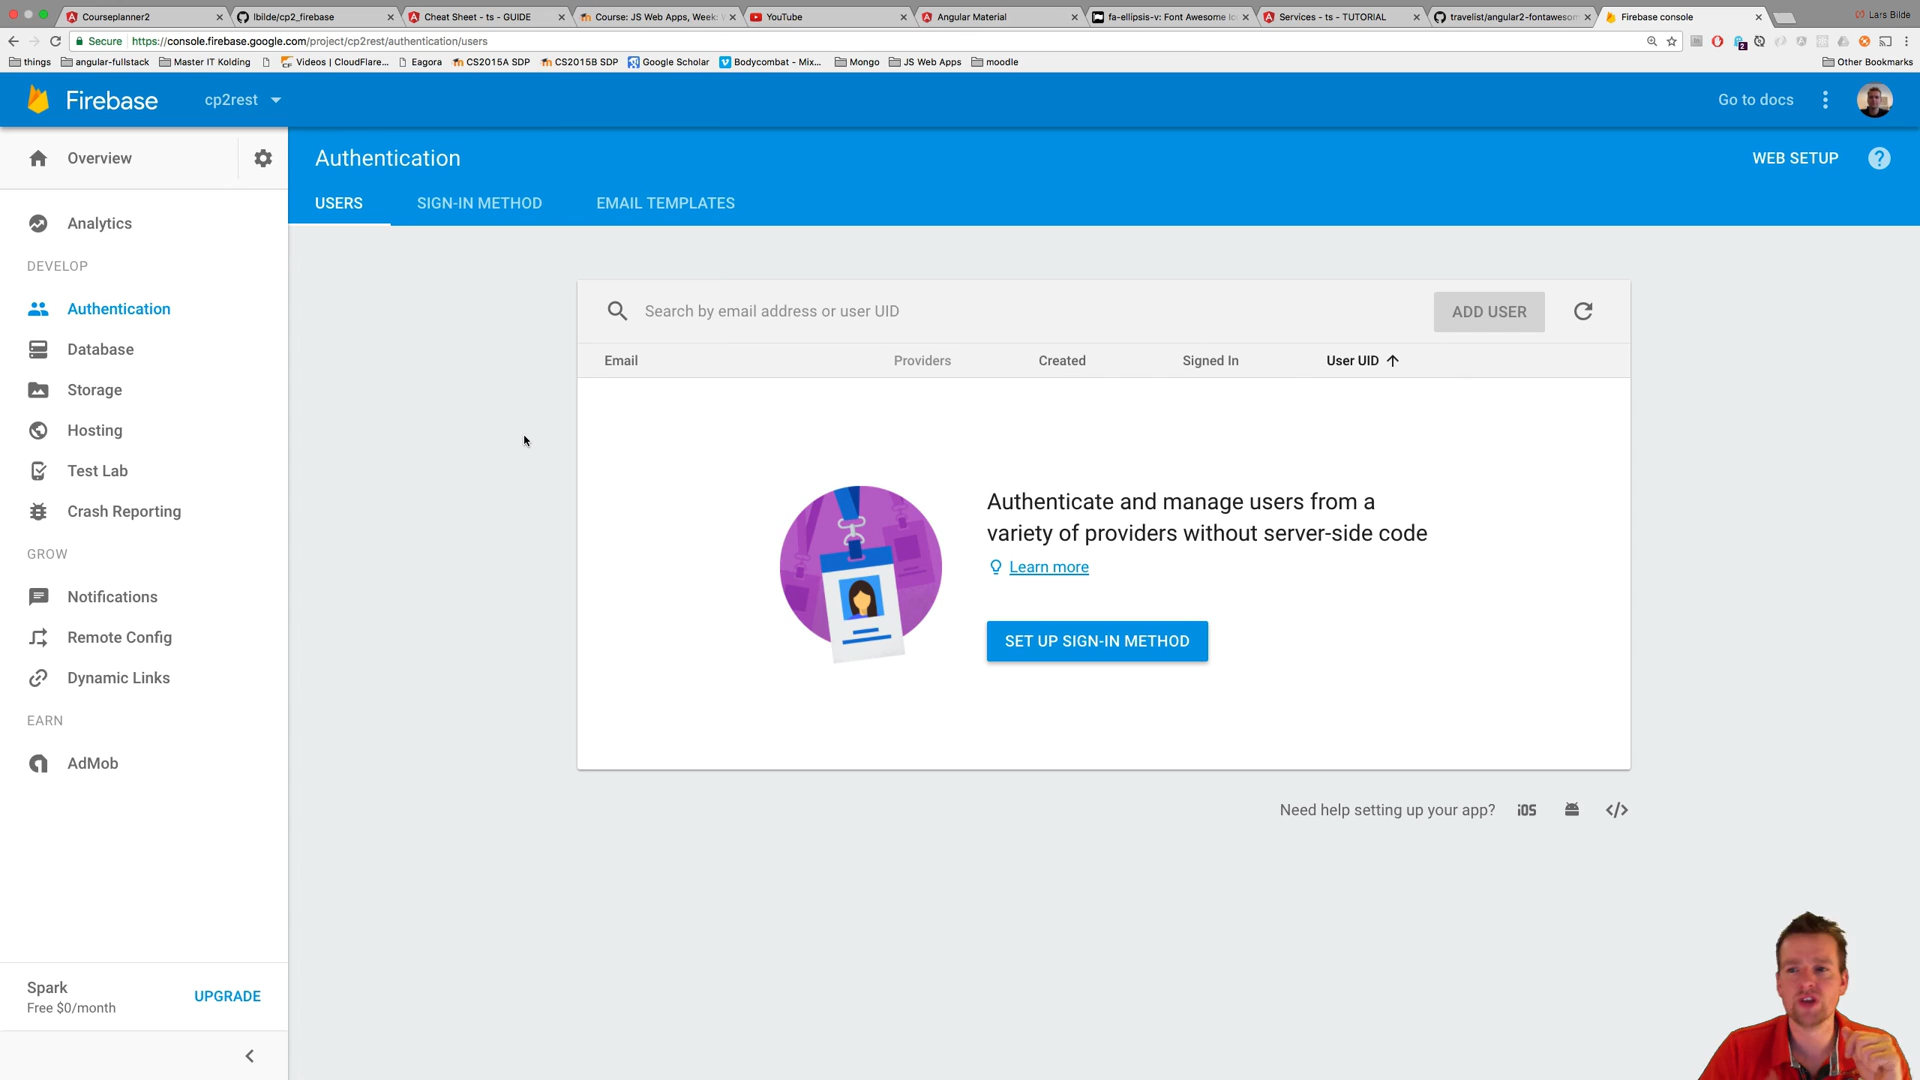 Courseplanner2
lbilde/cp2_firebase
Cheat Sheet - ts - GUIDE
Course: JS Web Apps, Week:
YouTube
Angular Material
fa-ellipsis-v: Font Awesome Ic
Services - ts - TUTORIAL
travelist/angular2-fontawesom
Firebase console
Lars Bilde
Secure
https://console.firebase.google.com/project/cp2rest/authentication/users
things
angular-fullstack
Master IT Kolding
Videos | CloudFlare...
Eagora
CS2015A SDP
CS2015B SDP
Google Scholar
Bodycombat - Mix...
Mongo
JS Web Apps
moodle
Other Bookmarks
Firebase
cp2rest
Go to docs
Overview
Authentication
WEB SETUP
USERS
SIGN-IN METHOD
EMAIL TEMPLATES
Analytics
DEVELOP
Authentication
Database
Storage
Hosting
Test Lab
Crash Reporting
GROW
Notifications
Remote Config
Dynamic Links
EARN
AdMob
Search by email address or user UID
ADD USER
Email
Providers
Created
Signed In
User UID
Authenticate and manage users from a
variety of providers without server-side code
Learn more
SET UP SIGN-IN METHOD
Need help setting up your app?
iOS
Spark
Free $0/month
UPGRADE